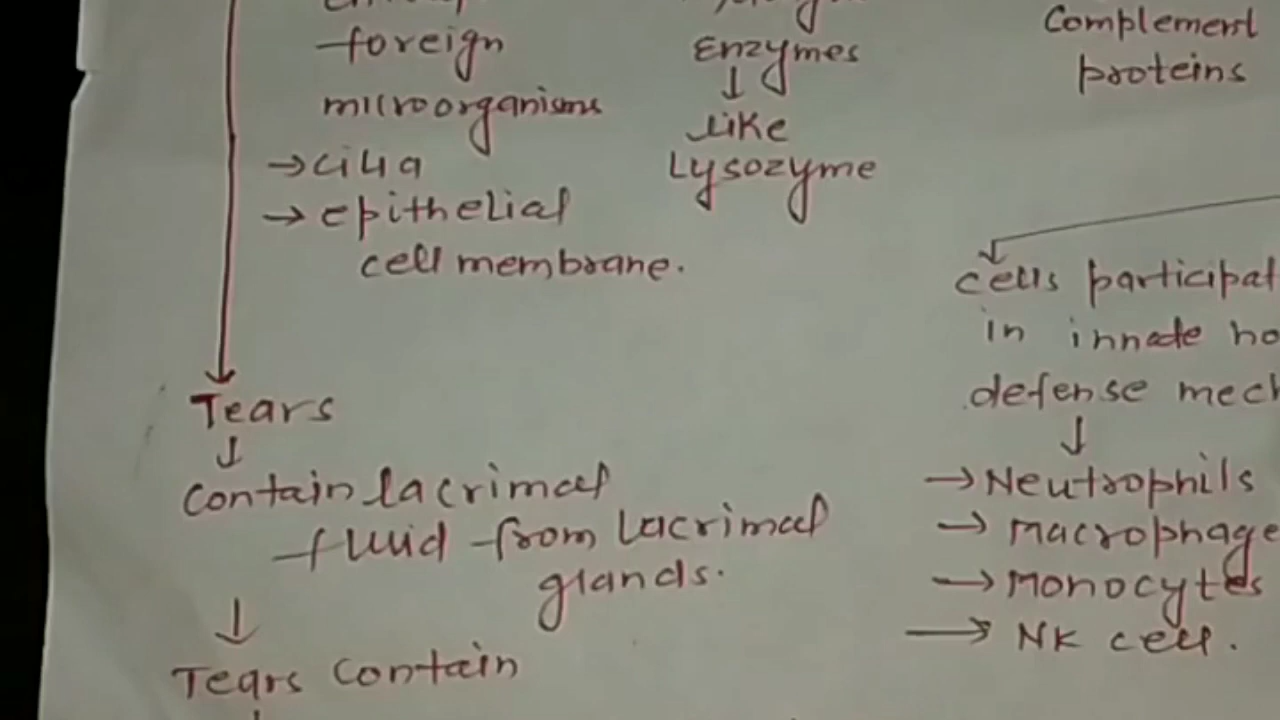 foreign
microorganisms
→ cilia
→ epithelial
cell membrane.
Enzymes
↓
like
Lysozyme
Complement
proteins
Tears
↓
contain lacrimal
fluid from lacrimal
glands.
↓
Tears contain
cells participat
in innate ho
defense mech
↓
→ Neutrophils
→ Macrophage
→ Monocytes
→ NK cell.